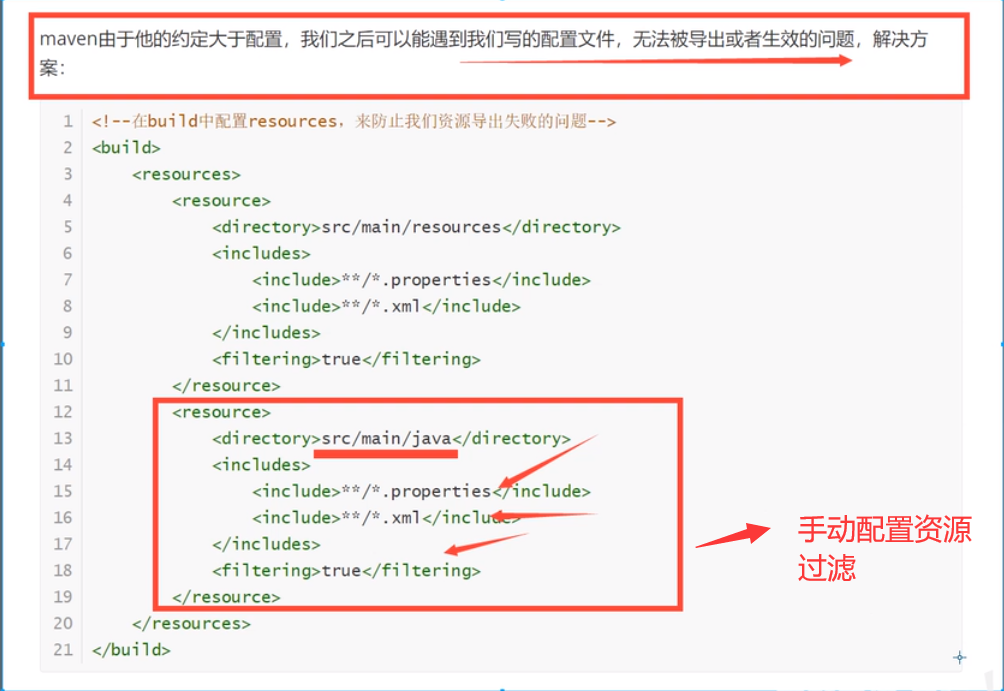 maven由于他的约定大于配置，我们之后可以能遇到我们写的配置文件，无法被导出或者生效的问题，解决方
案：
1 <!--在build中配置resources，来防止我们资源导出失败的问题-->
2 <build>
3     <resources>
4         <resource>
5             <directory>src/main/resources</directory>
6             <includes>
7                 <include>**/*.properties</include>
8                 <include>**/*.xml</include>
9             </includes>
10             <filtering>true</filtering>
11         </resource>
12         <resource>
13             <directory>src/main/java</directory>
14             <includes>
15                 <include>**/*.properties</include>
16                 <include>**/*.xml</include>
17             </includes>
18             <filtering>true</filtering>
19         </resource>
20     </resources>
21 </build>
手动配置资源
过滤